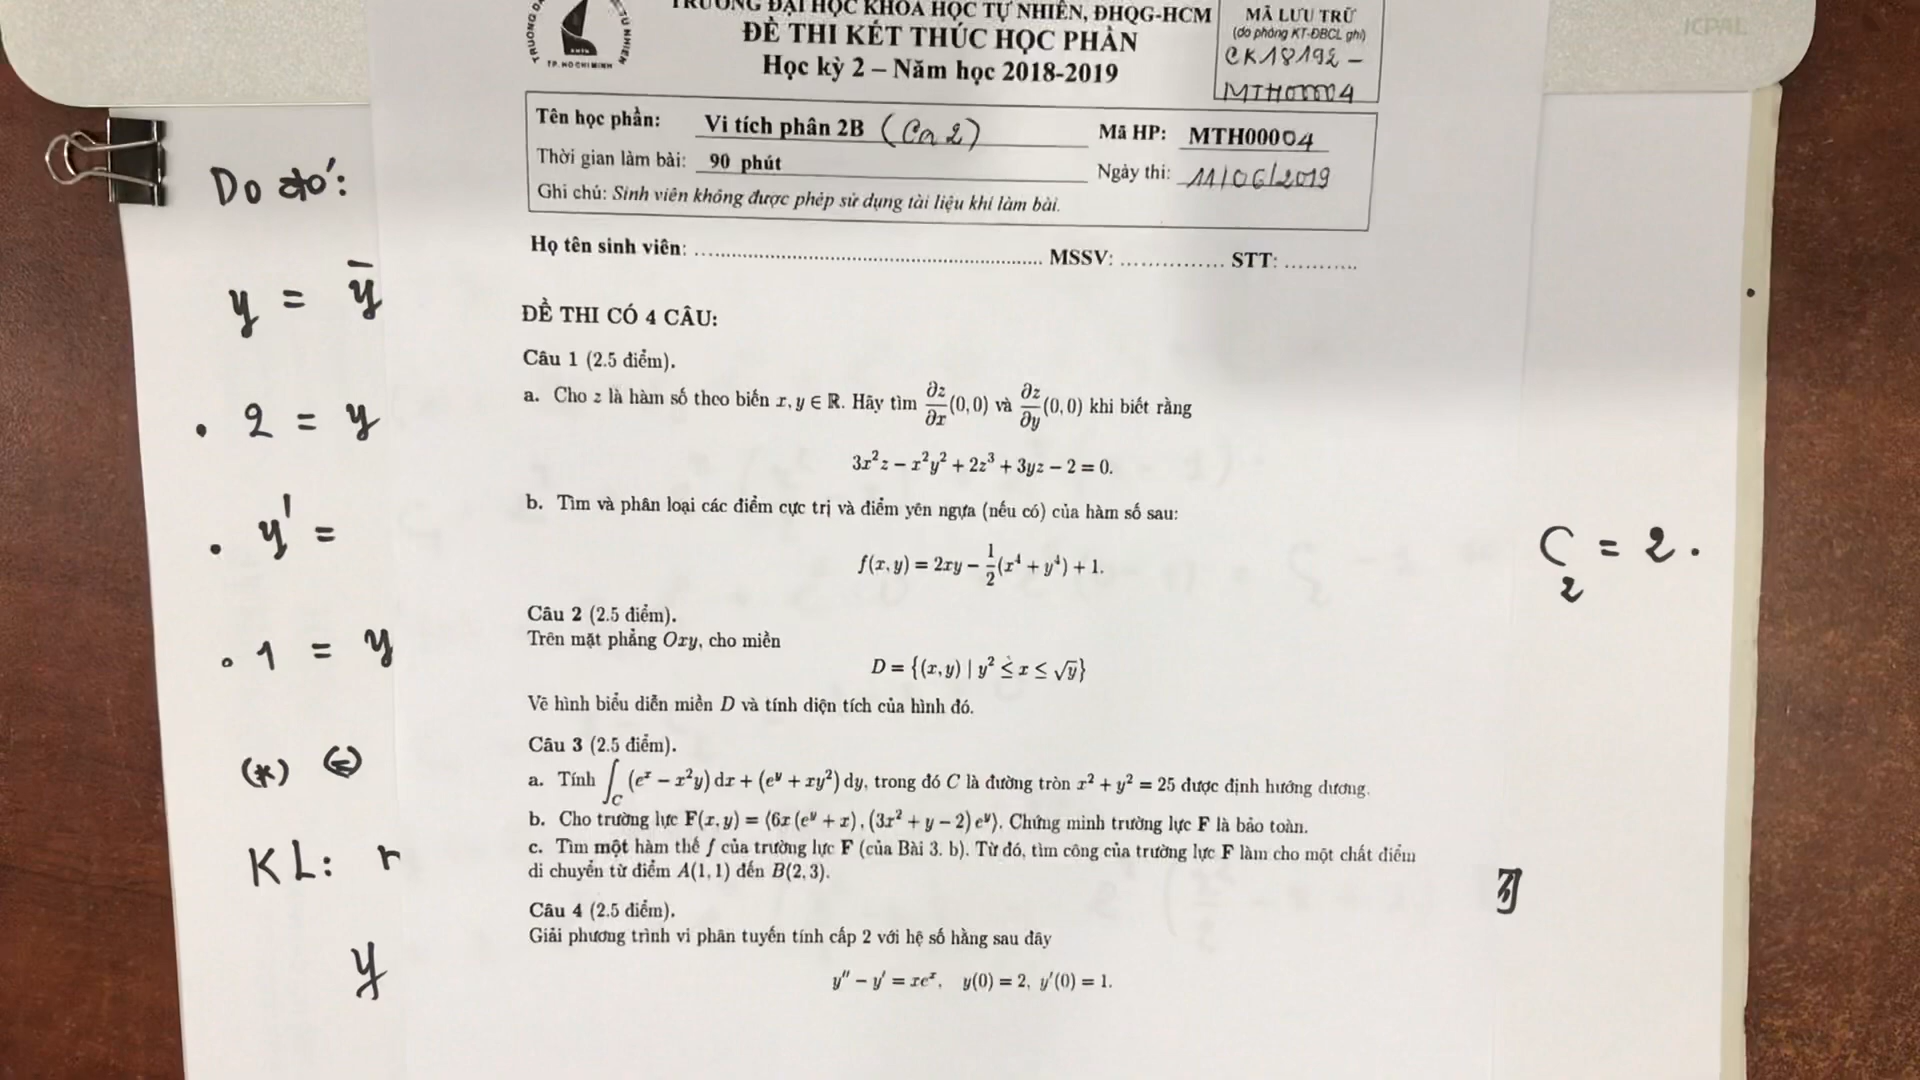 TRƯỜNG ĐẠI HỌC KHOA HỌC TỰ NHIÊN, ĐHQG-HCM
ĐỀ THI KẾT THÚC HỌC PHẦN
Học kỳ 2 – Năm học 2018-2019
MÃ LƯU TRỮ
(do phòng KT-ĐBCL ghi)
CK18192 –
MTH00004
TP. HỒ CHÍ MINH
ICPAL
Tên học phần: Vi tích phân 2B (Ca 2) Mã HP: MTH00004
Thời gian làm bài: 90 phút Ngày thi: 11/06/2019
Ghi chú: Sinh viên không được phép sử dụng tài liệu khi làm bài.
Họ tên sinh viên: .......... MSSV: .......... STT: ..........
ĐỀ THI CÓ 4 CÂU:
Câu 1 (2.5 điểm).
a. Cho z là hàm số theo biến x, y ∈ ℝ. Hãy tìm ∂z/∂x(0,0) và ∂z/∂y(0,0) khi biết rằng
3x²z − x²y² + 2z³ + 3yz − 2 = 0.
b. Tìm và phân loại các điểm cực trị và điểm yên ngựa (nếu có) của hàm số sau:
f(x, y) = 2xy − 1/2(x⁴ + y⁴) + 1.
Câu 2 (2.5 điểm).
Trên mặt phẳng Oxy, cho miền
D = {(x, y) | y² ≤ x ≤ √y}
Vẽ hình biểu diễn miền D và tính diện tích của hình đó.
Câu 3 (2.5 điểm).
a. Tính ∫_C (eˣ − x²y) dx + (eʸ + xy²) dy, trong đó C là đường tròn x² + y² = 25 được định hướng dương.
b. Cho trường lực F(x, y) = ⟨6x (eʸ + x), (3x² + y − 2) eʸ⟩. Chứng minh trường lực F là bảo toàn.
c. Tìm một hàm thế f của trường lực F (của Bài 3. b). Từ đó, tìm công của trường lực F làm cho một chất điểm
di chuyển từ điểm A(1, 1) đến B(2, 3).
Câu 4 (2.5 điểm).
Giải phương trình vi phân tuyến tính cấp 2 với hệ số hằng sau đây
y″ − y′ = xeˣ, y(0) = 2, y′(0) = 1.
Do đó:
y = ȳ
• 2 = y
• y' =
• 1 = y
(*) ⇔
KL: n
y
C₂ = 2.